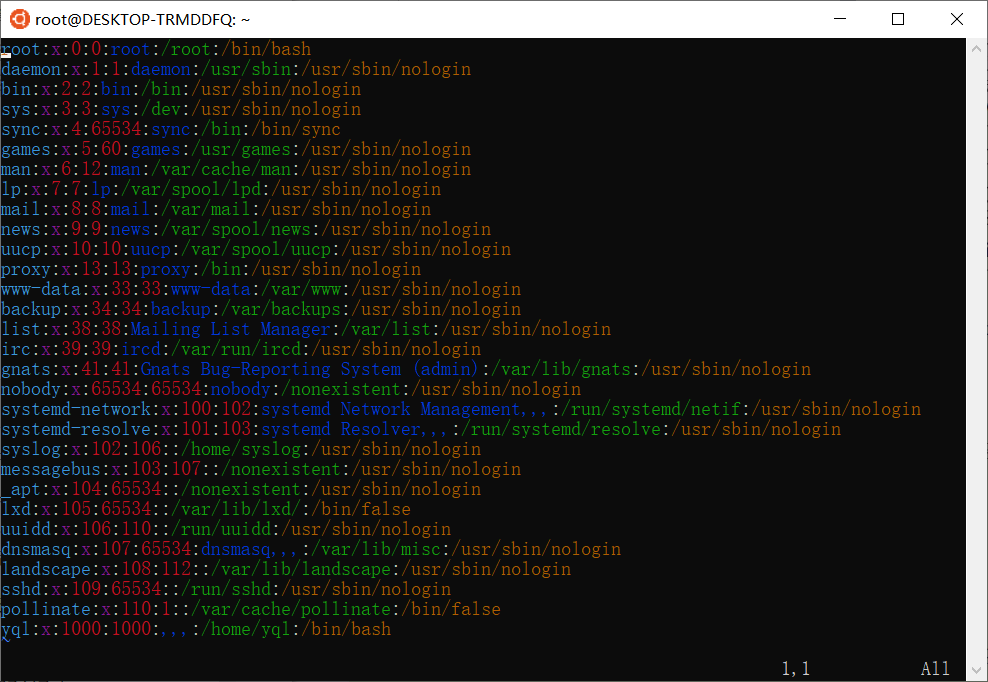 root@DESKTOP-TRMDDFQ: ~
root:x:0:0:root:/root:/bin/bash
daemon:x:1:1:daemon:/usr/sbin:/usr/sbin/nologin
bin:x:2:2:bin:/bin:/usr/sbin/nologin
sys:x:3:3:sys:/dev:/usr/sbin/nologin
sync:x:4:65534:sync:/bin:/bin/sync
games:x:5:60:games:/usr/games:/usr/sbin/nologin
man:x:6:12:man:/var/cache/man:/usr/sbin/nologin
lp:x:7:7:lp:/var/spool/lpd:/usr/sbin/nologin
mail:x:8:8:mail:/var/mail:/usr/sbin/nologin
news:x:9:9:news:/var/spool/news:/usr/sbin/nologin
uucp:x:10:10:uucp:/var/spool/uucp:/usr/sbin/nologin
proxy:x:13:13:proxy:/bin:/usr/sbin/nologin
www-data:x:33:33:www-data:/var/www:/usr/sbin/nologin
backup:x:34:34:backup:/var/backups:/usr/sbin/nologin
list:x:38:38:Mailing List Manager:/var/list:/usr/sbin/nologin
irc:x:39:39:ircd:/var/run/ircd:/usr/sbin/nologin
gnats:x:41:41:Gnats Bug-Reporting System (admin):/var/lib/gnats:/usr/sbin/nologin
nobody:x:65534:65534:nobody:/nonexistent:/usr/sbin/nologin
systemd-network:x:100:102:systemd Network Management,,,:/run/systemd/netif:/usr/sbin/nologin
systemd-resolve:x:101:103:systemd Resolver,,,:/run/systemd/resolve:/usr/sbin/nologin
syslog:x:102:106::/home/syslog:/usr/sbin/nologin
messagebus:x:103:107::/nonexistent:/usr/sbin/nologin
_apt:x:104:65534::/nonexistent:/usr/sbin/nologin
lxd:x:105:65534::/var/lib/lxd/:/bin/false
uuidd:x:106:110::/run/uuidd:/usr/sbin/nologin
dnsmasq:x:107:65534:dnsmasq,,,:/var/lib/misc:/usr/sbin/nologin
landscape:x:108:112::/var/lib/landscape:/usr/sbin/nologin
sshd:x:109:65534::/run/sshd:/usr/sbin/nologin
pollinate:x:110:1::/var/cache/pollinate:/bin/false
yql:x:1000:1000:,,,:/home/yql:/bin/bash
~
1,1 All